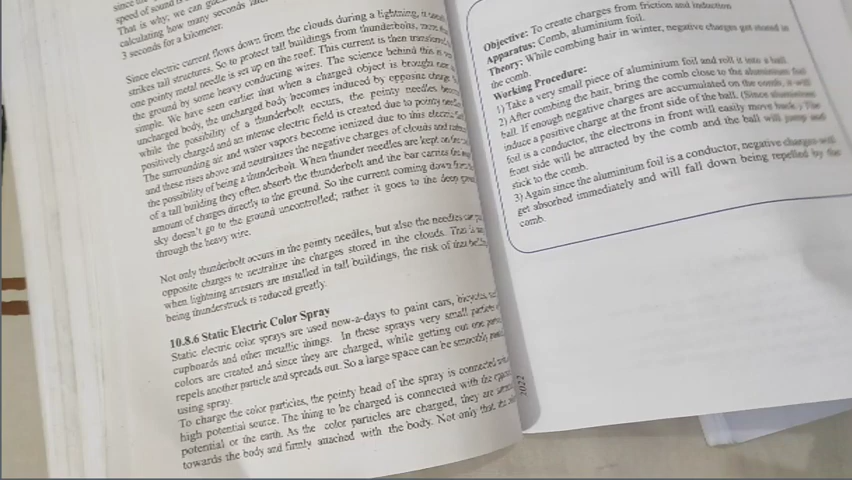 since
speed of sound
That is why; we can
calculating how many seconds
3 seconds for a kilometer.
Since electric current flows down from the clouds during a lightning, it
strikes tall structures. So to protect tall buildings from thunderbolts,
one pointy metal needle is set up on the roof. This current is then
the ground by some heavy conducting wires. The science behind this is
simple. We have seen earlier that when a charged object is brought near
uncharged body, the uncharged body becomes induced by opposite charge
while the possibility of a thunderbolt occurs, the pointy needles
positively charged and an intense electric field is created due to pointy
The surrounding air and water vapors become ionized due to this electric
and these rises above and neutralizes the negative charges of clouds and
the possibility of being a thunderbolt. When thunder needles are kept
of a tall building they often absorb the thunderbolt and the bar carries
amount of charges directly to the ground. So the current coming down
sky doesn't go to the ground uncontrolled; rather it goes to the deep
through the heavy wire.
Not only thunderbolt occurs in the pointy needles, but also the needles
opposite charges to neutralize the charges stored in the clouds. That is
when lightning arresters are installed in tall buildings, the risk of
being thunderstruck is reduced greatly.
10.8.6 Static Electric Color Spray
Static electric color sprays are used now-a-days to paint cars, bicycles,
cupboards and other metallic things. In these sprays very small
colors are created and since they are charged, while getting out one
repels another particle and spreads out. So a large space can be smoothly
using spray.
To charge the color particles, the pointy head of the spray is connected
high potential source. The thing to be charged is connected with the
potential or the earth. As the color particles are charged, they are
towards the body and firmly attached with the body. Not only that,
2022
Objective: To create charges from friction and induction
Apparatus: Comb, aluminium foil.
Theory: While combing hair in winter, negative charges get stored in
the comb.
Working Procedure:
1) Take a very small piece of aluminium foil and roll it into a ball.
2) After combing the hair, bring the comb close to the aluminium foil
ball. If enough negative charges are accumulated on the comb, it will
induce a positive charge at the front side of the ball. (Since aluminium
foil is a conductor, the electrons in front will easily move back.) The
front side will be attracted by the comb and the ball will jump and
stick to the comb.
3) Again since the aluminium foil is a conductor, negative charges will
get absorbed immediately and will fall down being repelled by the
comb.